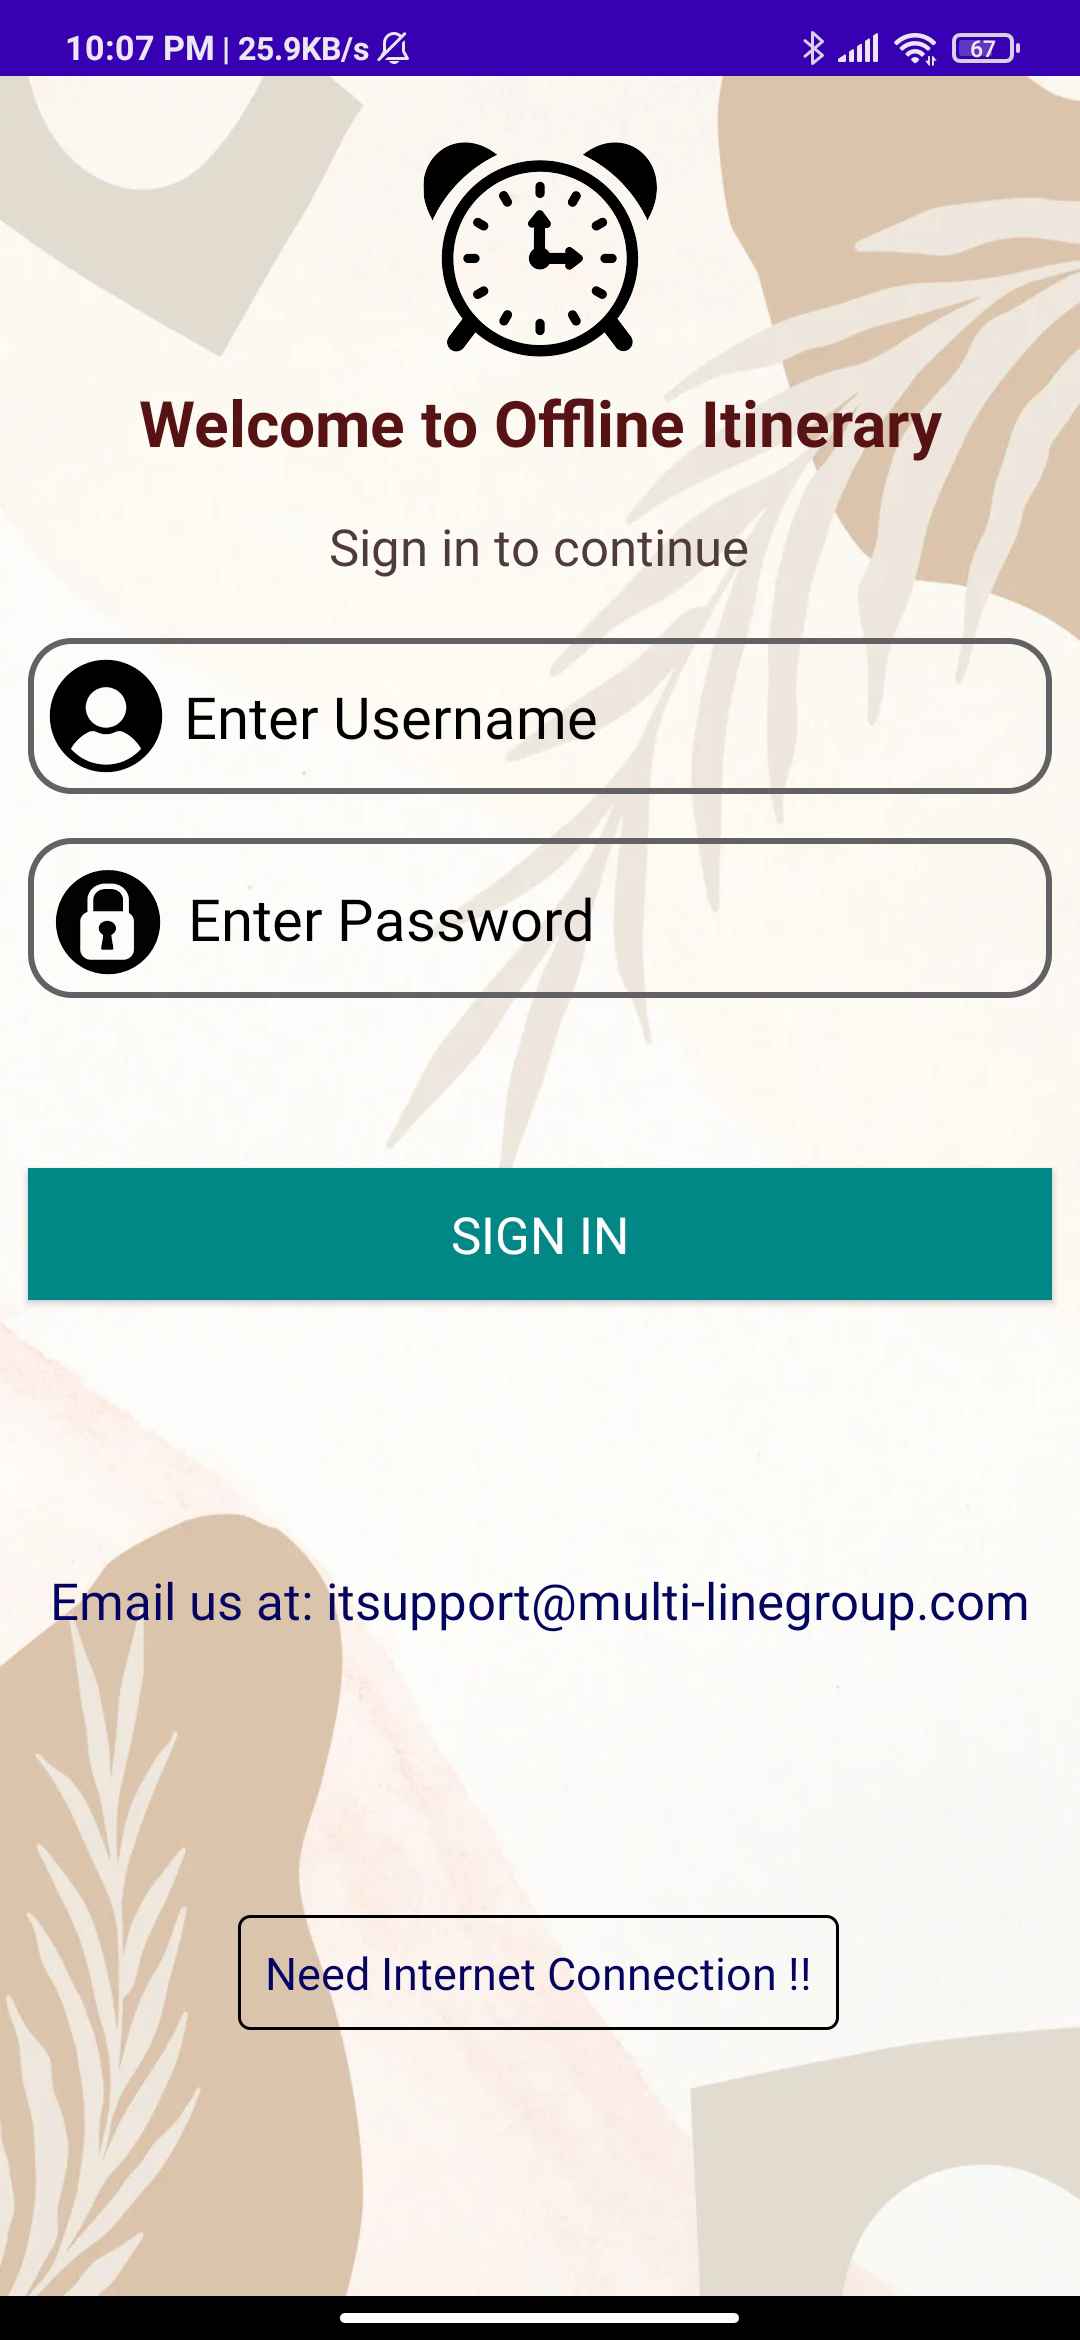 10:07 PM | 25.9KB/s
67
Welcome to Offline Itinerary
Sign in to continue
Enter Username
Enter Password
SIGN IN
Email us at: itsupport@multi-linegroup.com
Need Internet Connection !!